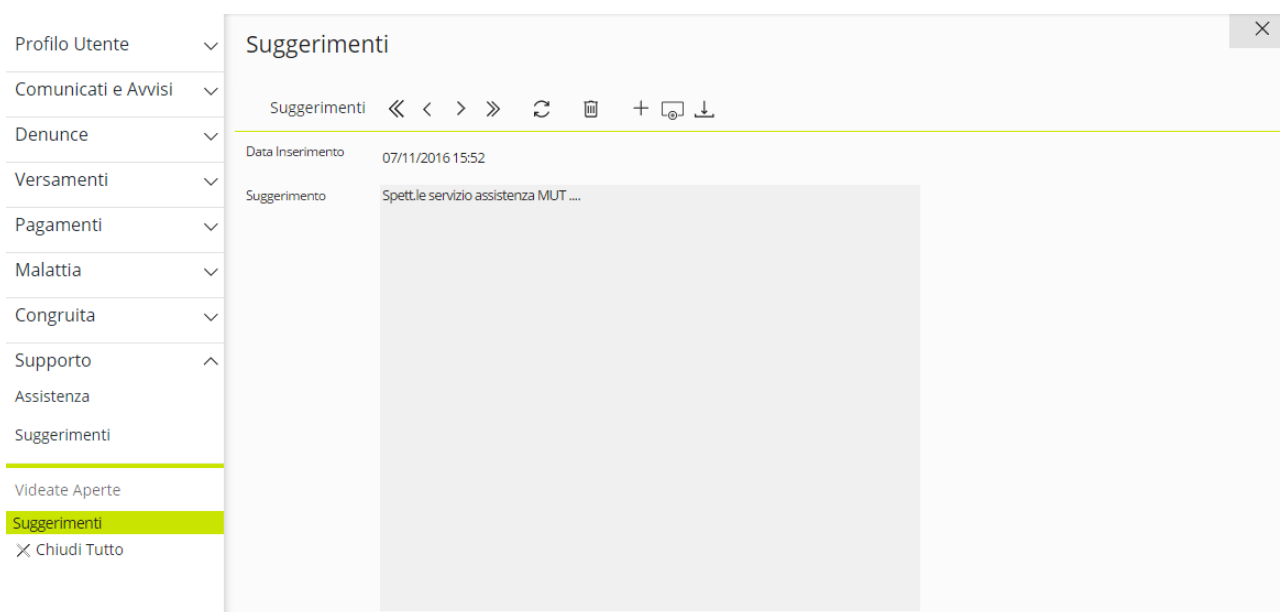 Profilo Utente
Comunicati e Avvisi
Denunce
Versamenti
Pagamenti
Malattia
Congruita
Supporto
Assistenza
Suggerimenti
Videate Aperte
Suggerimenti
Chiudi Tutto
Suggerimenti
Suggerimenti
Data Inserimento
07/11/2016 15:52
Suggerimento
Spett.le servizio assistenza MUT ....